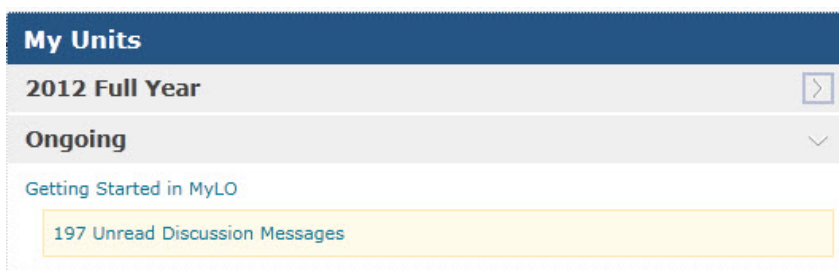 My Units
2012 Full Year
Ongoing
Getting Started in MyLO
197 Unread Discussion Messages